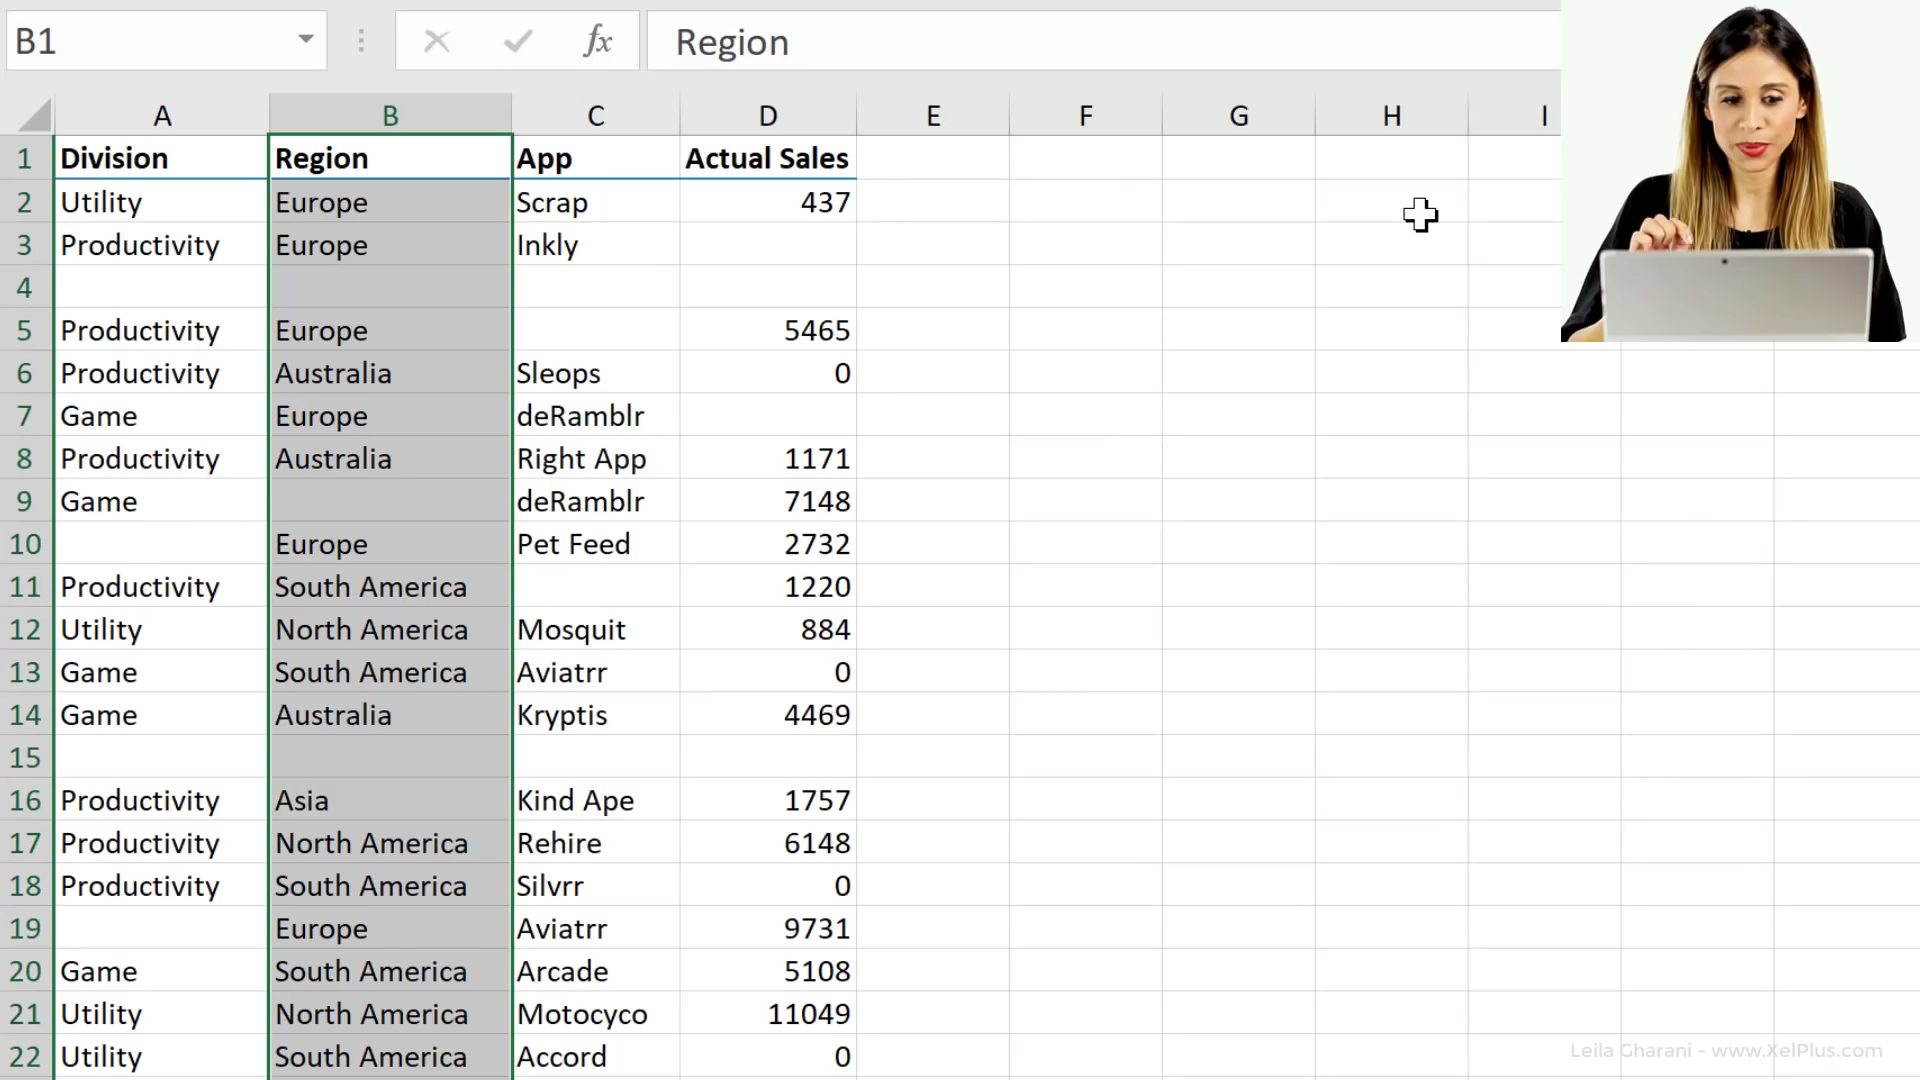 B1 fx Region
A B C D E F G H I
1 Division Region App Actual Sales
2 Utility Europe Scrap 437
3 Productivity Europe Inkly
4
5 Productivity Europe 5465
6 Productivity Australia Sleops 0
7 Game Europe deRamblr
8 Productivity Australia Right App 1171
9 Game deRamblr 7148
10 Europe Pet Feed 2732
11 Productivity South America 1220
12 Utility North America Mosquit 884
13 Game South America Aviatrr 0
14 Game Australia Kryptis 4469
15
16 Productivity Asia Kind Ape 1757
17 Productivity North America Rehire 6148
18 Productivity South America Silvrr 0
19 Europe Aviatrr 9731
20 Game South America Arcade 5108
21 Utility North America Motocyco 11049
22 Utility South America Accord 0
Leila Gharani - www.XelPlus.com